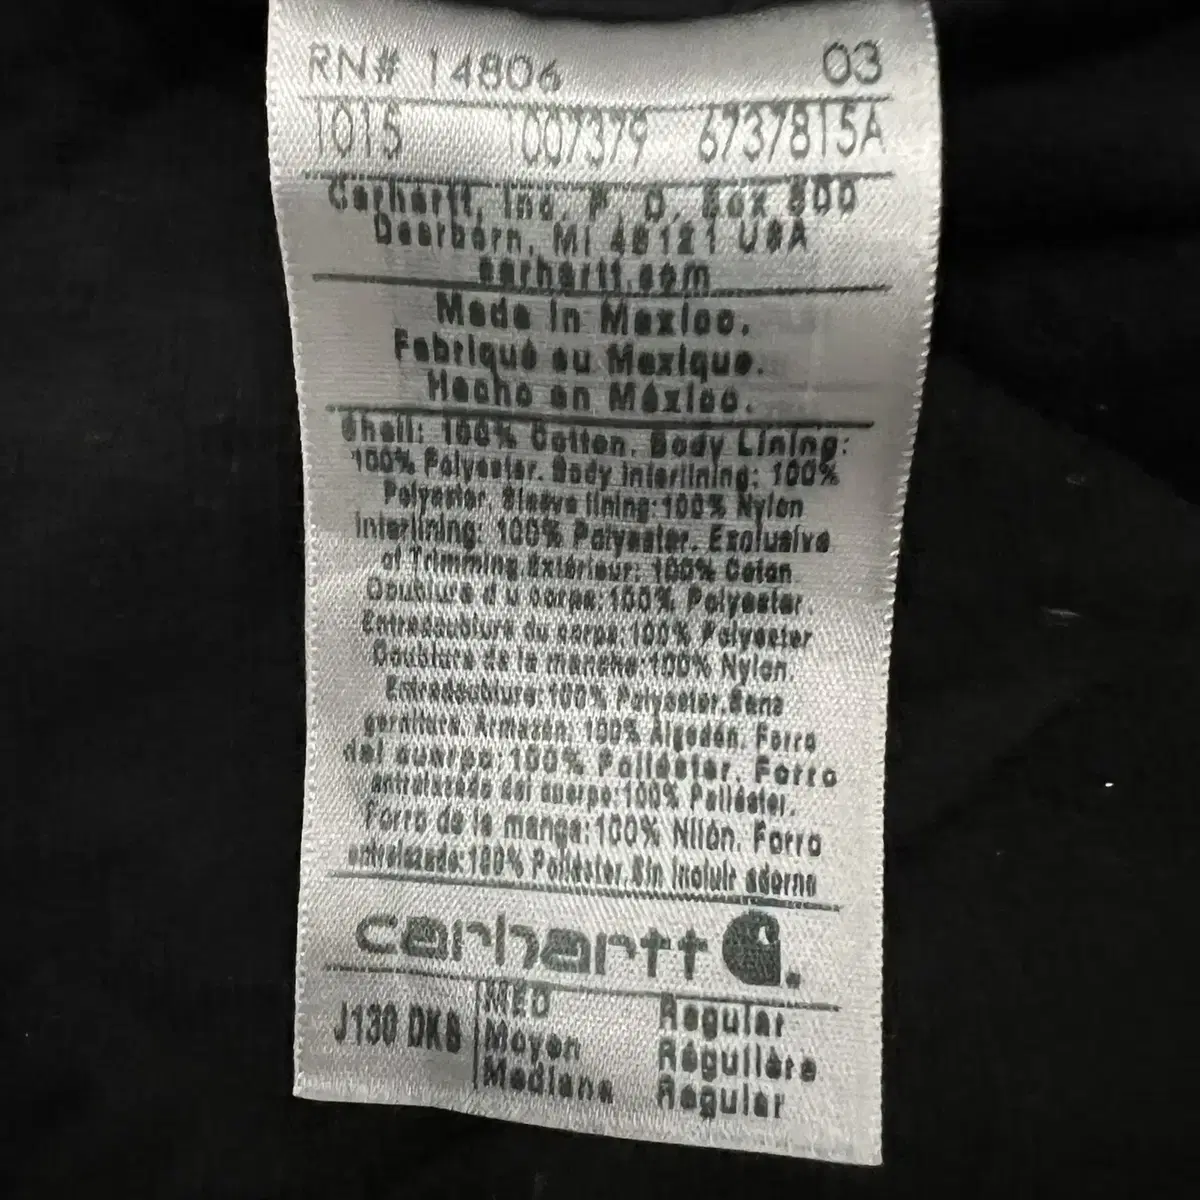 RN# 14806 03
1015 1007379 6737815A
Carhartt, Inc. P. O. Box 600
Dearborn, MI 48121 USA
carhartt.com
Made in Mexico.
Fabriqué au Mexique.
Hecho en México.
Shell: 100% Cotton. Body Lining:
100% Polyester. Body interlining: 100%
Polyester. Sleeve lining:100% Nylon
Interlining: 100% Polyester. Exclusive
of Trimming Extérieur: 100% Coton
Doublure du corps:100% Polyester
Entredoublure du corps:100% Polyester
Doublure de la manche:100% Nylon.
Entredoublure:100% Polyester.Sans
garniture. Armazón: 100% Algodón. Forro
del cuerpo:100% Poliéster. Forro
entrelazado del cuerpo:100% Poliéster.
Forro de la manga:100% Nilón. Forro
entrelazado:100% Poliéster.Sin Incluir adorno
carhartt
J130 DKB MED Regular
Moyen Régulière
Mediana Regular